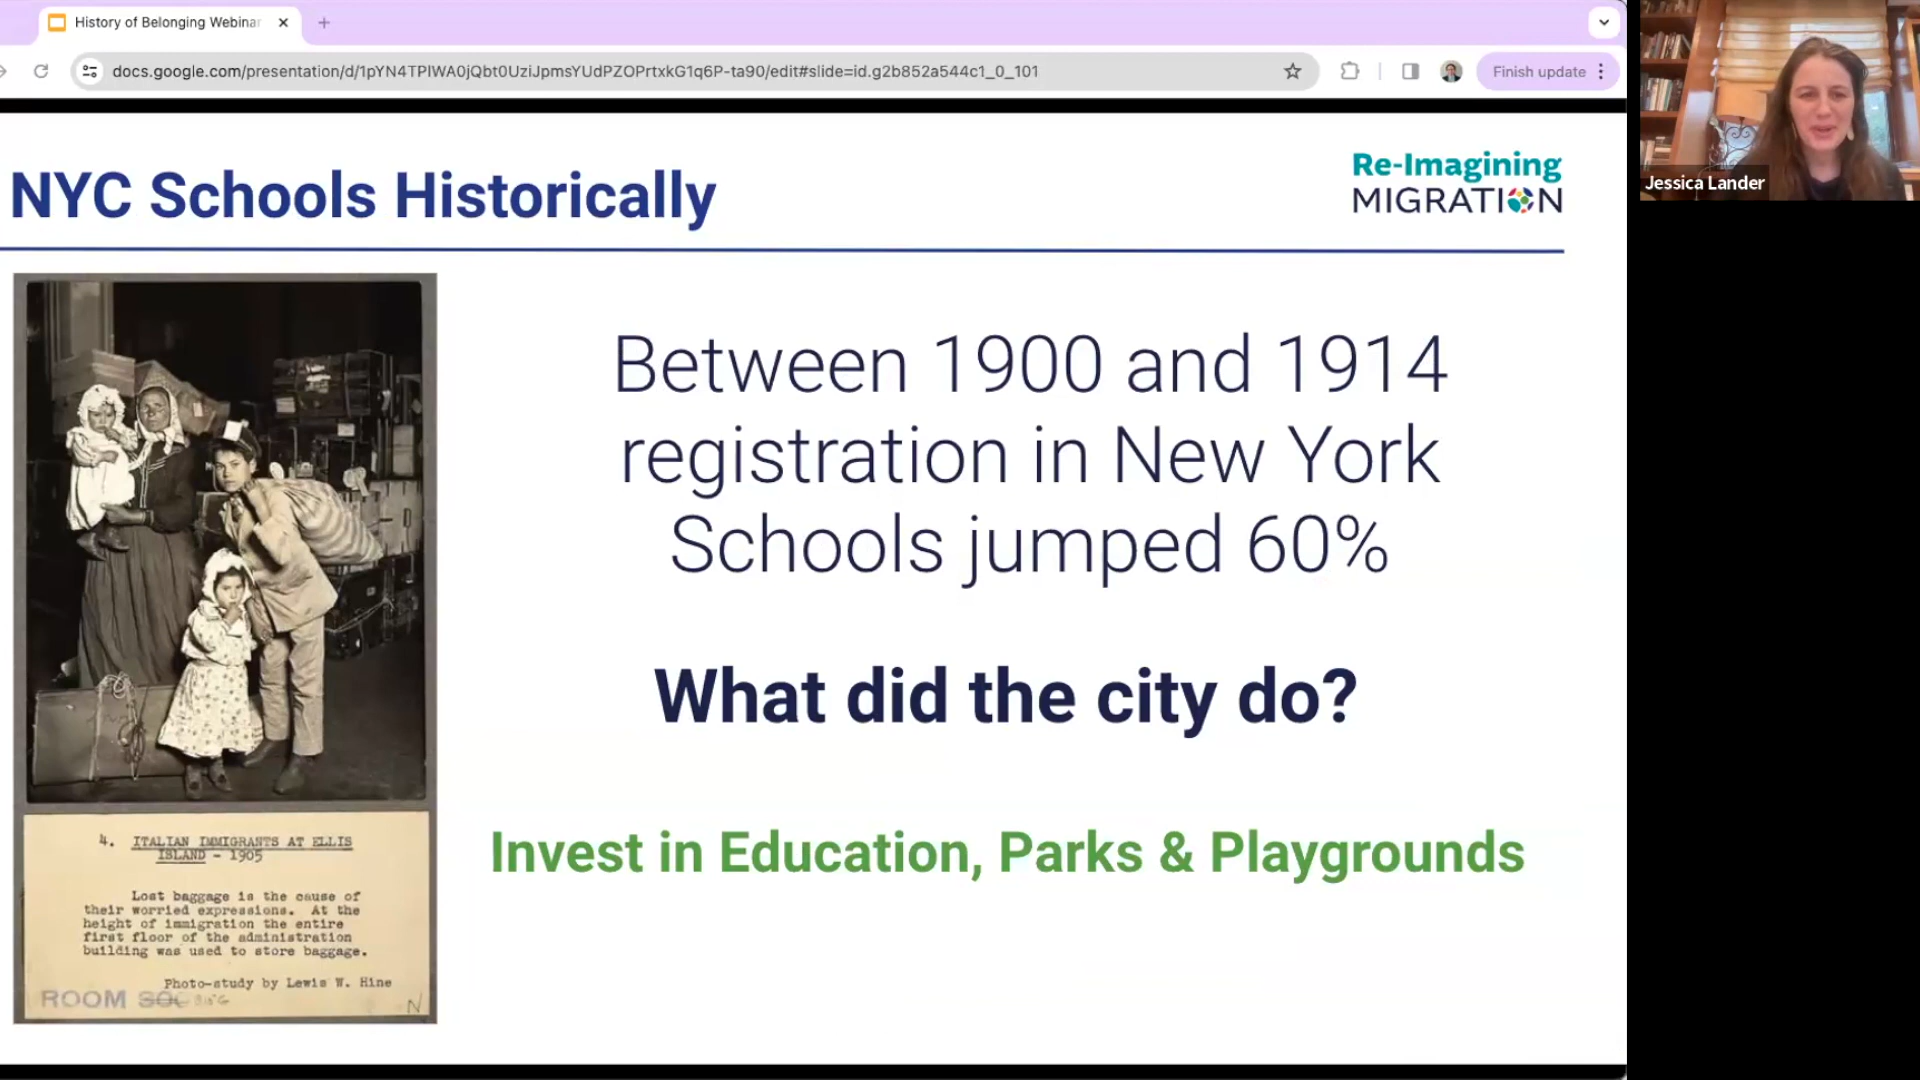 History of Belonging Webinar
docs.google.com/presentation/d/1pYN4TPlWA0jQbt0UziJpmsYUdPZOPrtxkG1q6P-ta90/edit#slide=id.g2b852a544c1_0_101
Finish update
Jessica Lander
NYC Schools Historically
Re-Imagining
MIGRATION
Between 1900 and 1914
registration in New York
Schools jumped 60%
What did the city do?
Invest in Education, Parks & Playgrounds
4. ITALIAN IMMIGRANTS AT ELLIS
ISLAND - 1905
Lost baggage is the cause of
their worried expressions. At the
height of immigration the entire
first floor of the administration
building was used to store baggage.
Photo-study by Lewis W. Hine
ROOM
N